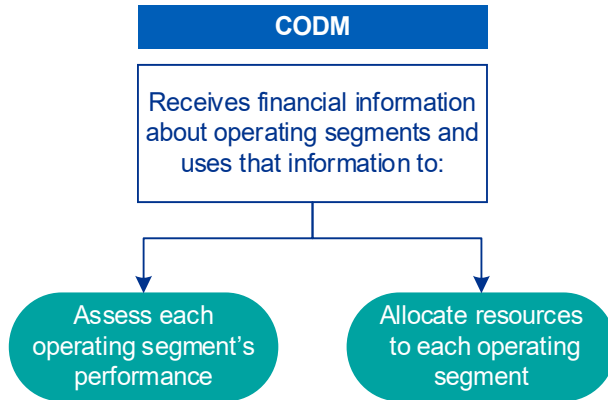 CODM
Receives financial information
about operating segments and
uses that information to:
Assess each
operating segment’s
performance
Allocate resources
to each operating
segment